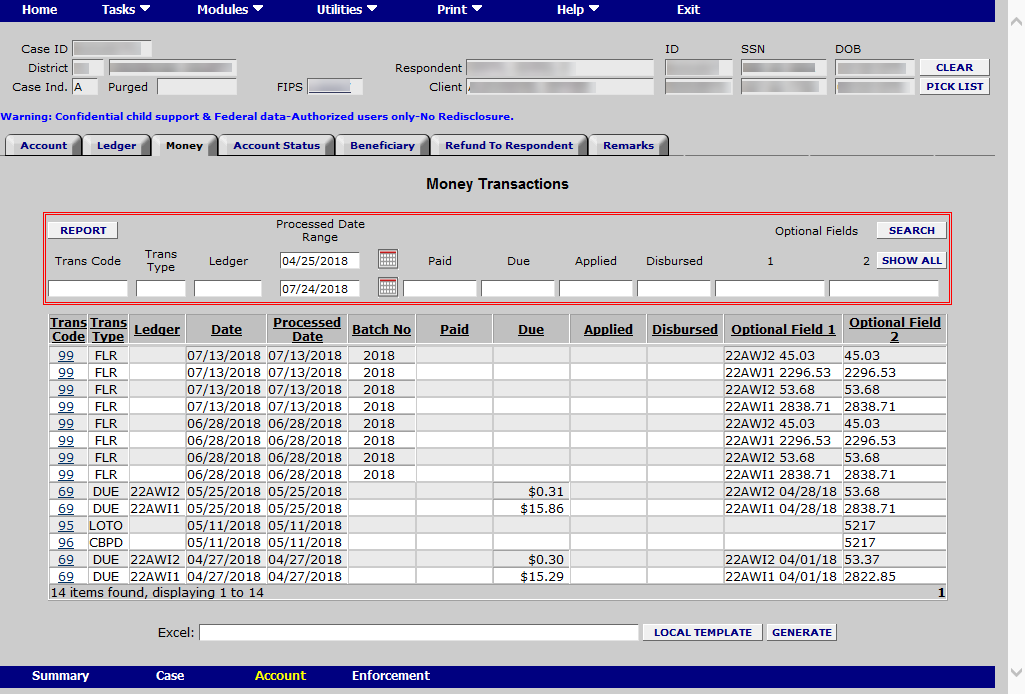 Home Tasks Modules Utilities Print Help Exit
Case ID ID SSN DOB
District Respondent CLEAR
Case Ind. A Purged FIPS Client PICK LIST
Warning: Confidential child support & Federal data-Authorized users only-No Redisclosure.
Account Ledger Money Account Status Beneficiary Refund To Respondent Remarks
Money Transactions
REPORT Processed Date Range Optional Fields SEARCH
Trans Code Trans Type Ledger 04/25/2018 Paid Due Applied Disbursed 1 2 SHOW ALL
07/24/2018
Trans Code Trans Type Ledger Date Processed Date Batch No Paid Due Applied Disbursed Optional Field 1 Optional Field 2
99 FLR 07/13/2018 07/13/2018 2018 22AWJ2 45.03 45.03
99 FLR 07/13/2018 07/13/2018 2018 22AWJ1 2296.53 2296.53
99 FLR 07/13/2018 07/13/2018 2018 22AWI2 53.68 53.68
99 FLR 07/13/2018 07/13/2018 2018 22AWI1 2838.71 2838.71
99 FLR 06/28/2018 06/28/2018 2018 22AWJ2 45.03 45.03
99 FLR 06/28/2018 06/28/2018 2018 22AWJ1 2296.53 2296.53
99 FLR 06/28/2018 06/28/2018 2018 22AWI2 53.68 53.68
99 FLR 06/28/2018 06/28/2018 2018 22AWI1 2838.71 2838.71
69 DUE 22AWI2 05/25/2018 05/25/2018 $0.31 22AWI2 04/28/18 53.68
69 DUE 22AWI1 05/25/2018 05/25/2018 $15.86 22AWI1 04/28/18 2838.71
95 LOTO 05/11/2018 05/11/2018 5217
96 CBPD 05/11/2018 05/11/2018 5217
69 DUE 22AWI2 04/27/2018 04/27/2018 $0.30 22AWI2 04/01/18 53.37
69 DUE 22AWI1 04/27/2018 04/27/2018 $15.29 22AWI1 04/01/18 2822.85
14 items found, displaying 1 to 14 1
Excel: LOCAL TEMPLATE GENERATE
Summary Case Account Enforcement